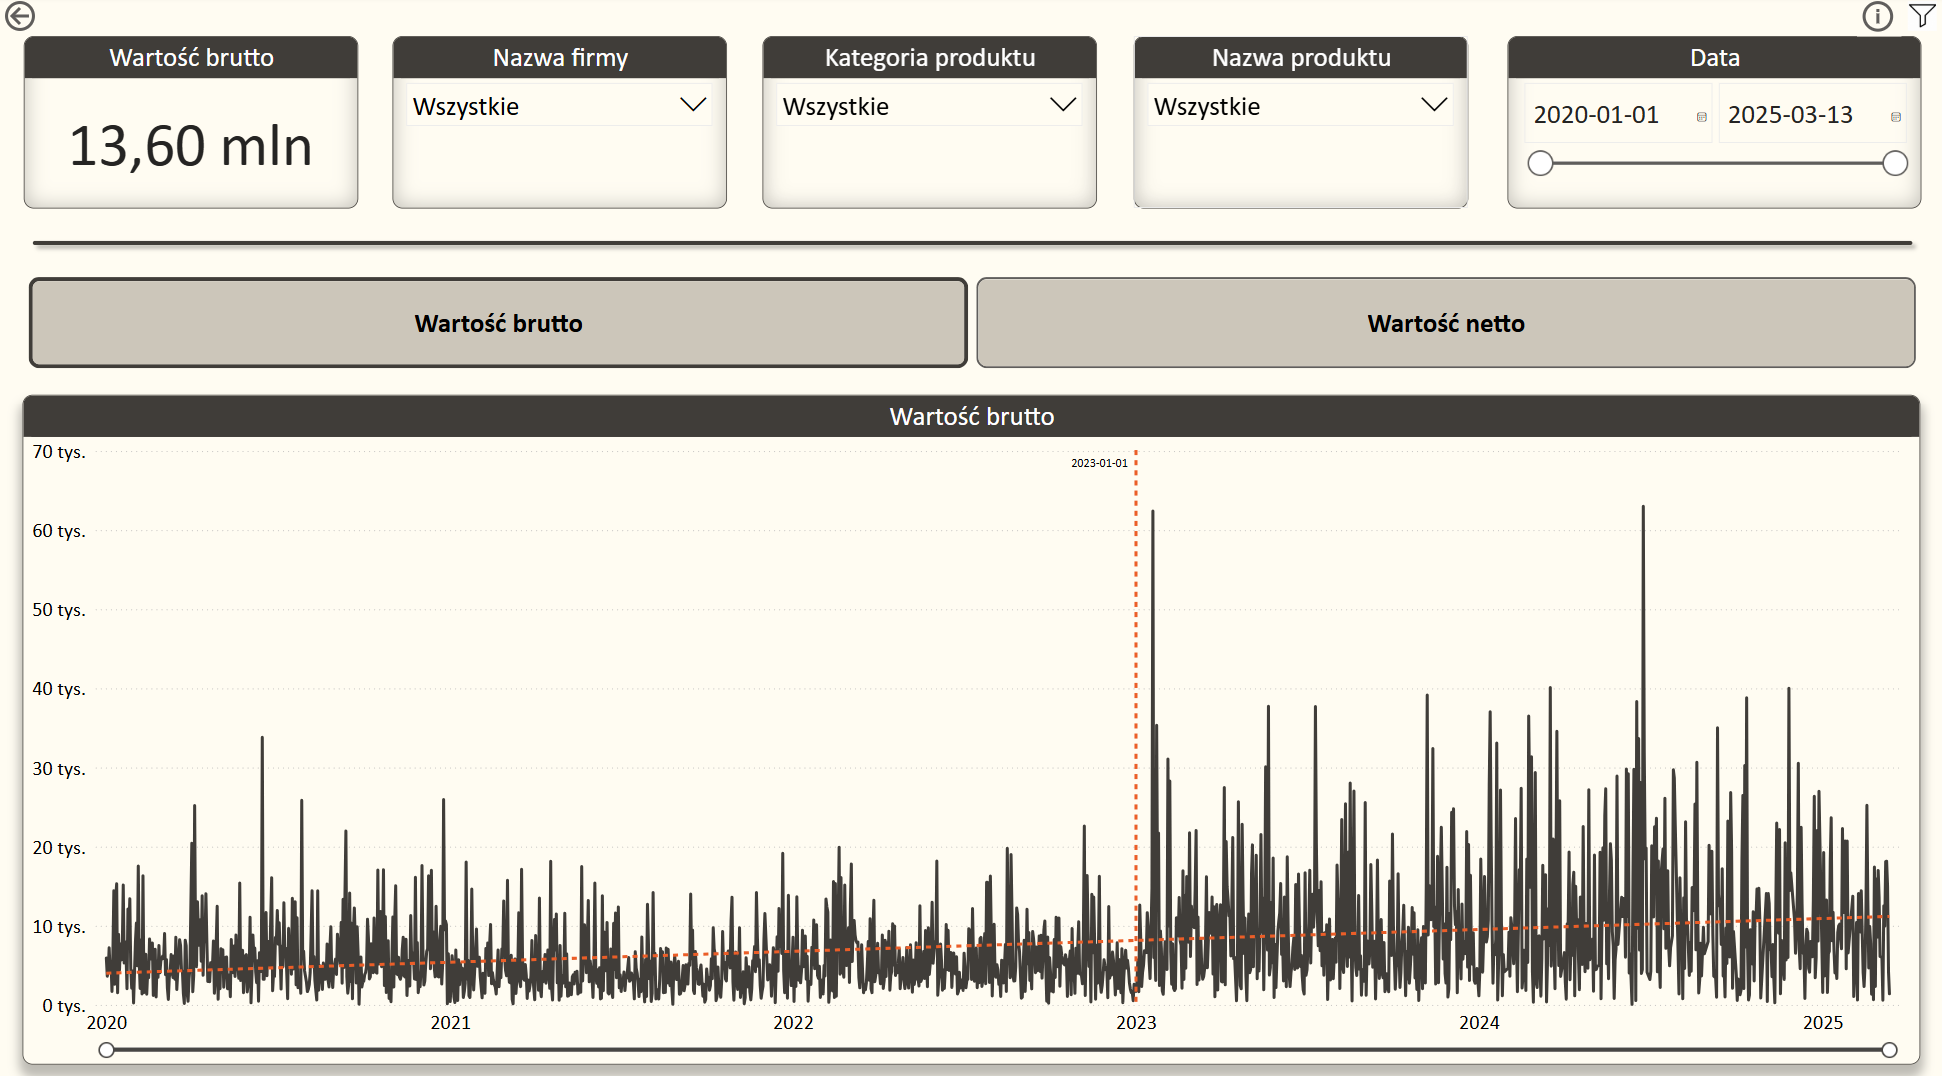 Wartość brutto
13,60 mln
Nazwa firmy
Wszystkie
Kategoria produktu
Wszystkie
Nazwa produktu
Wszystkie
Data
2020-01-01 2025-03-13
Wartość brutto
Wartość netto
Wartość brutto
70 tys.
2023-01-01
60 tys.
50 tys.
40 tys.
30 tys.
20 tys.
10 tys.
0 tys.
2020 2021 2022 2023 2024 2025